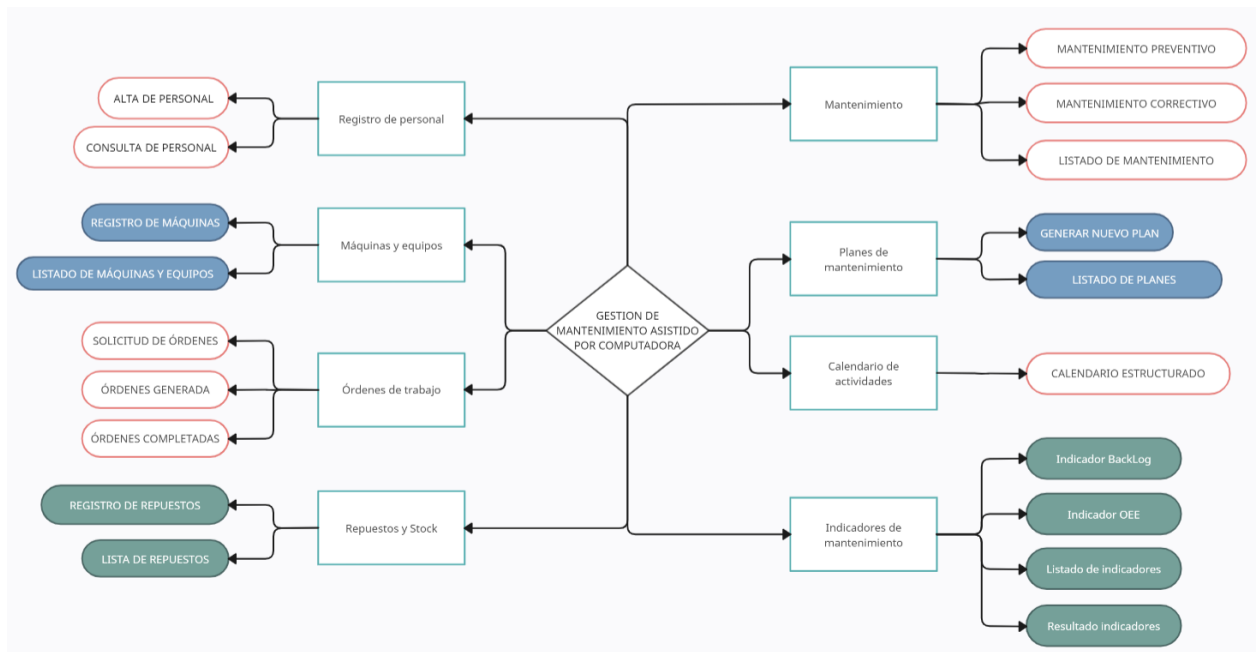 ALTA DE PERSONAL
CONSULTA DE PERSONAL
Registro de personal
REGISTRO DE MÁQUINAS
LISTADO DE MÁQUINAS Y EQUIPOS
Máquinas y equipos
SOLICITUD DE ÓRDENES
ÓRDENES GENERADA
ÓRDENES COMPLETADAS
Órdenes de trabajo
REGISTRO DE REPUESTOS
LISTA DE REPUESTOS
Repuestos y Stock
GESTION DE
MANTENIMIENTO ASISTIDO
POR COMPUTADORA
Mantenimiento
MANTENIMIENTO PREVENTIVO
MANTENIMIENTO CORRECTIVO
LISTADO DE MANTENIMIENTO
Planes de
mantenimiento
GENERAR NUEVO PLAN
LISTADO DE PLANES
Calendario de
actividades
CALENDARIO ESTRUCTURADO
Indicadores de
mantenimiento
Indicador BackLog
Indicador OEE
Listado de indicadores
Resultado indicadores